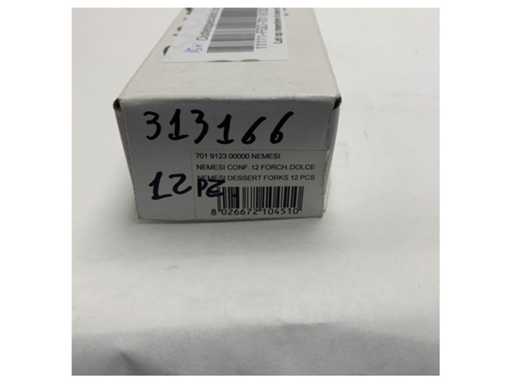 313166
701 9123 00000 NEMESI
NEMESI CONF. 12 FORCH.DOLCE
NEMESI DESSERT FORKS 12 PCS
12 PZ
8 026672 104510